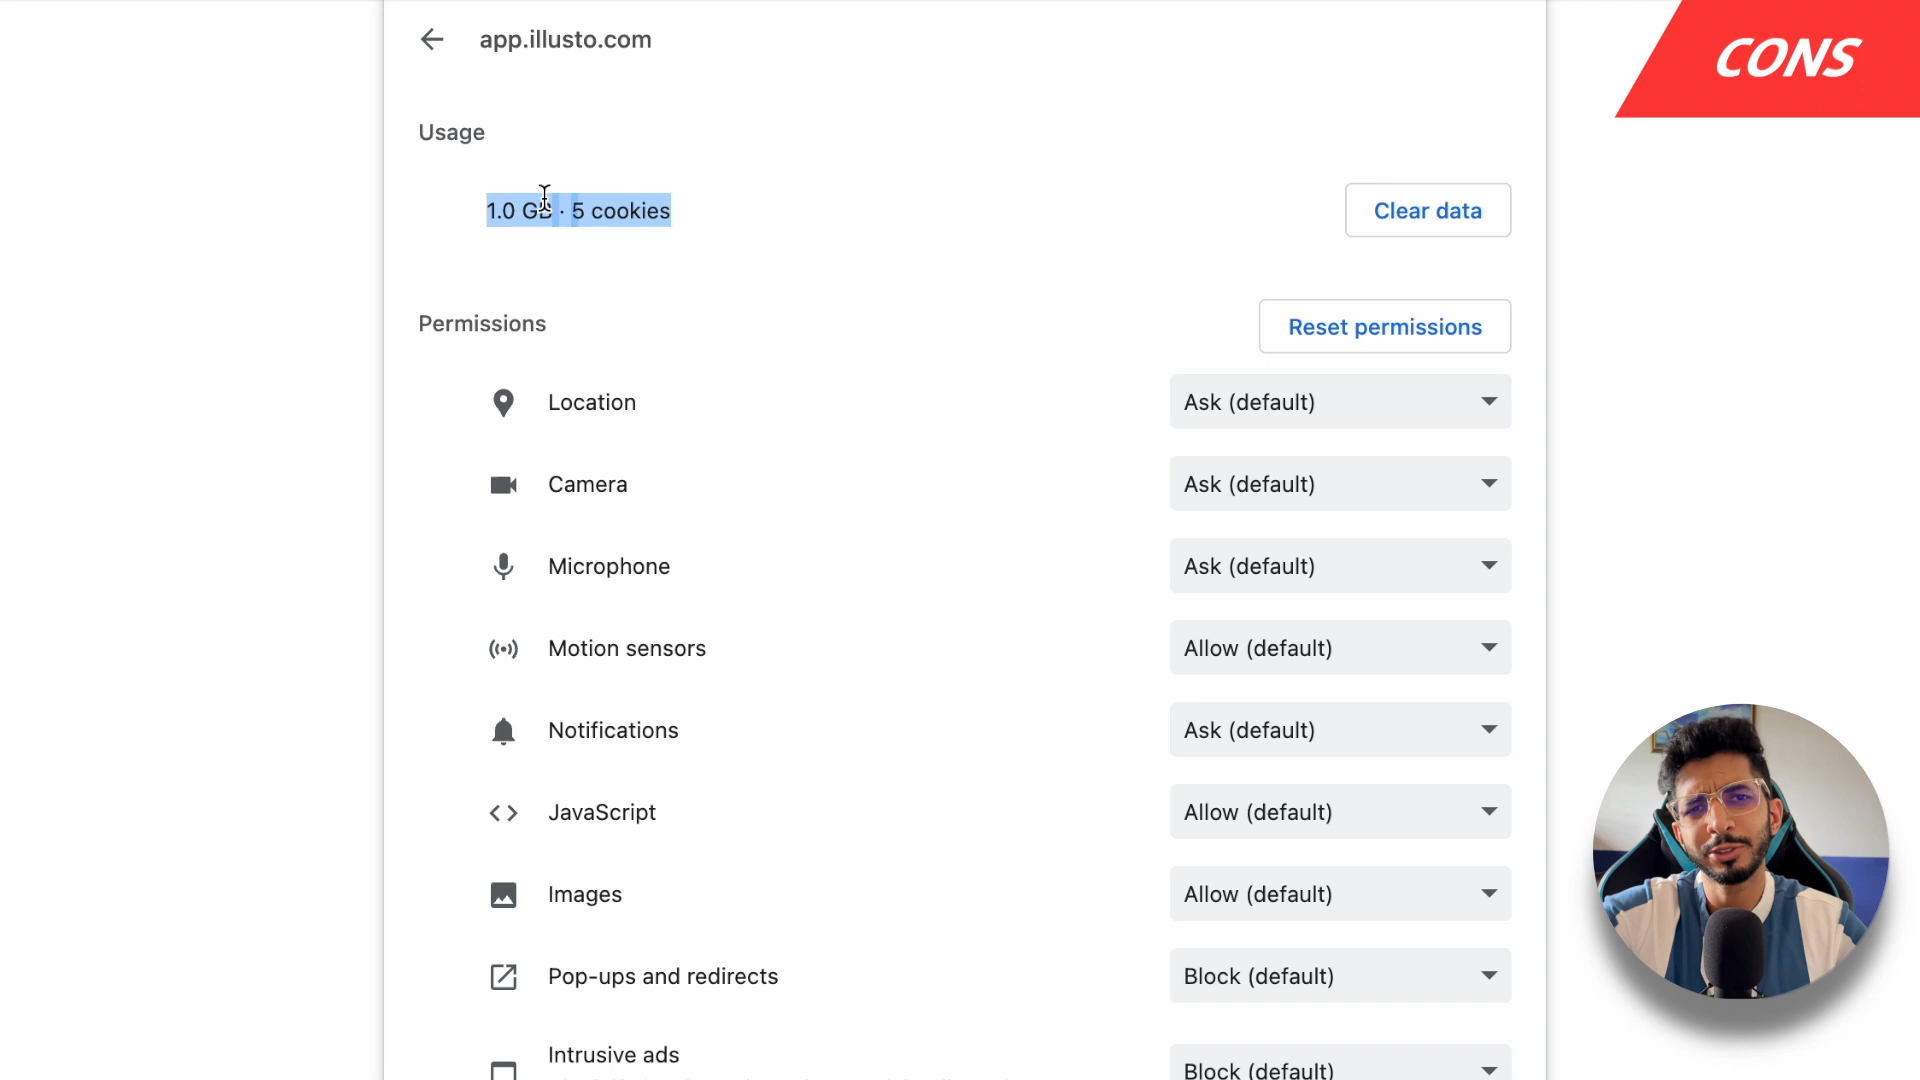 app.illusto.com
CONS
Usage
1.0 GB · 5 cookies
Clear data
Permissions
Reset permissions
Location
Ask (default)
Camera
Ask (default)
Microphone
Ask (default)
Motion sensors
Allow (default)
Notifications
Ask (default)
JavaScript
Allow (default)
Images
Allow (default)
Pop-ups and redirects
Block (default)
Intrusive ads
Block (default)